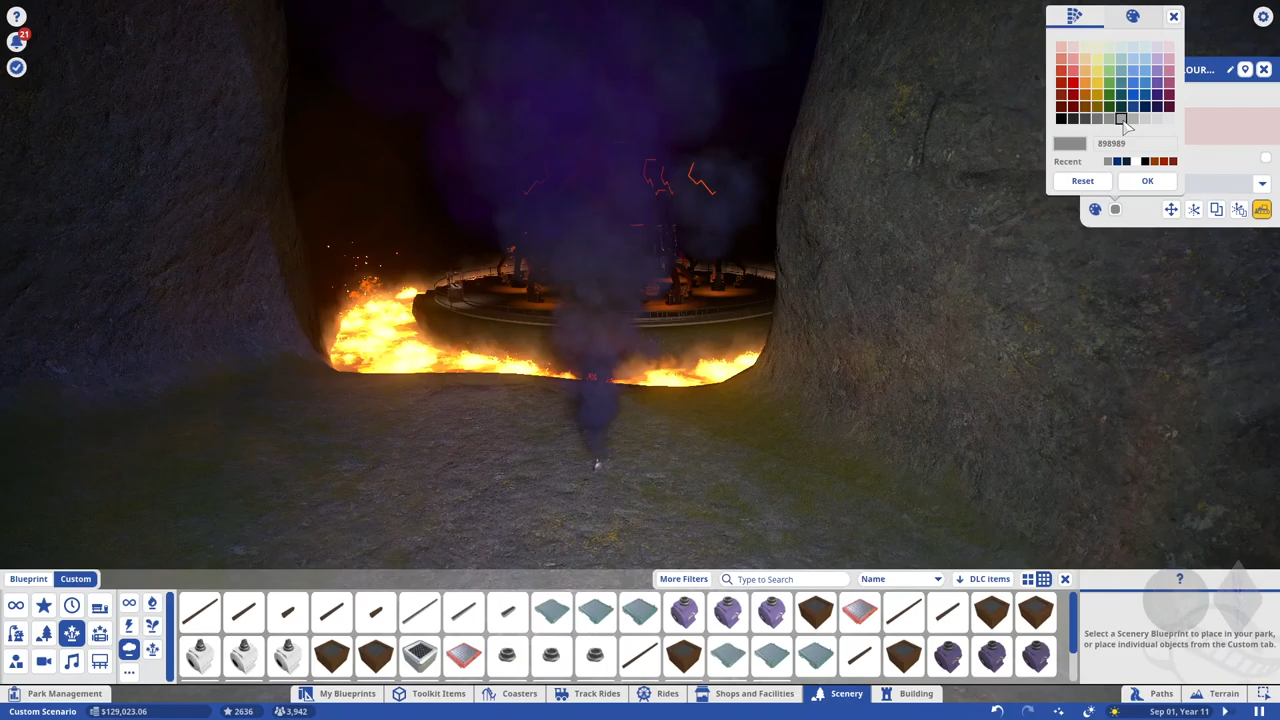 ?
21
OUR...
898989
Recent
Reset OK
Blueprint Custom
More Filters Type to Search Name DLC items
?
Select a Scenery Blueprint to place in your park,
or place individual objects from the Custom tab.
Park Management My Blueprints Toolkit Items Coasters Track Rides Rides Shops and Facilities Scenery Building Paths Terrain
Custom Scenario $129,023.06 2636 3,942 Sep 01, Year 11